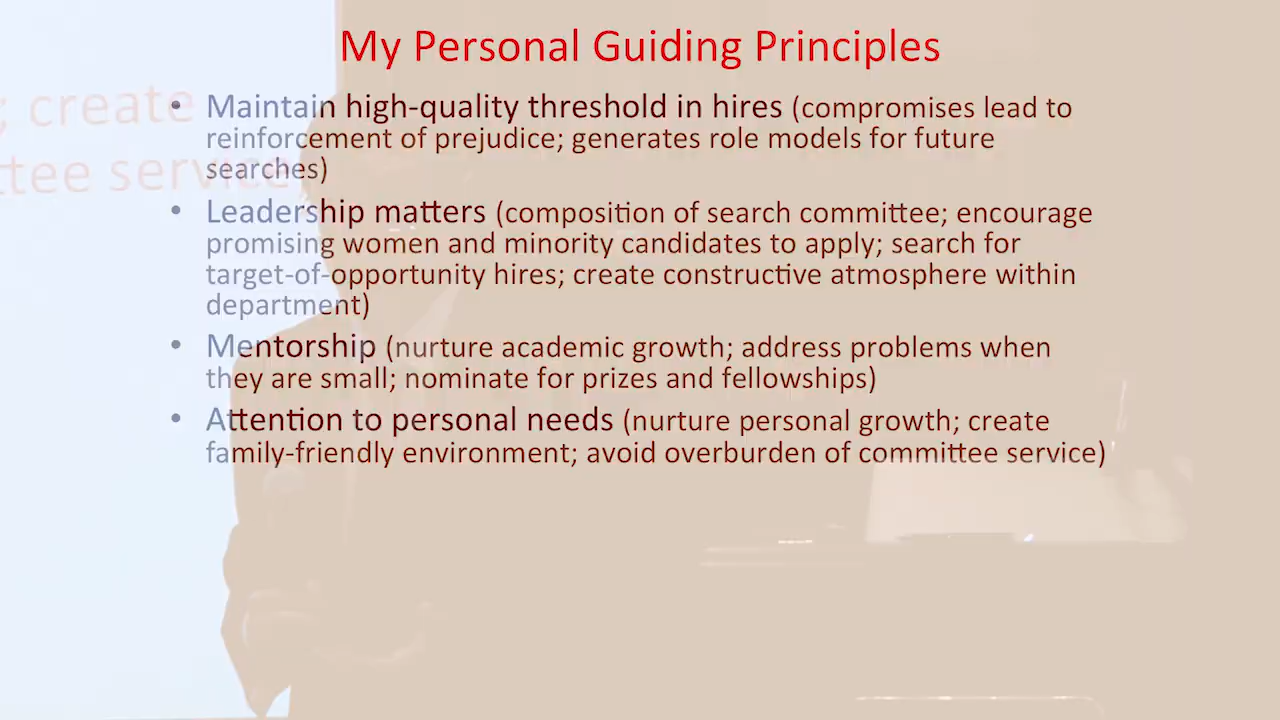 My Personal Guiding Principles
• Maintain high-quality threshold in hires (compromises lead to
reinforcement of prejudice; generates role models for future
searches)
• Leadership matters (composition of search committee; encourage
promising women and minority candidates to apply; search for
target-of-opportunity hires; create constructive atmosphere within
department)
• Mentorship (nurture academic growth; address problems when
they are small; nominate for prizes and fellowships)
• Attention to personal needs (nurture personal growth; create
family-friendly environment; avoid overburden of committee service)
; create
ttee service)